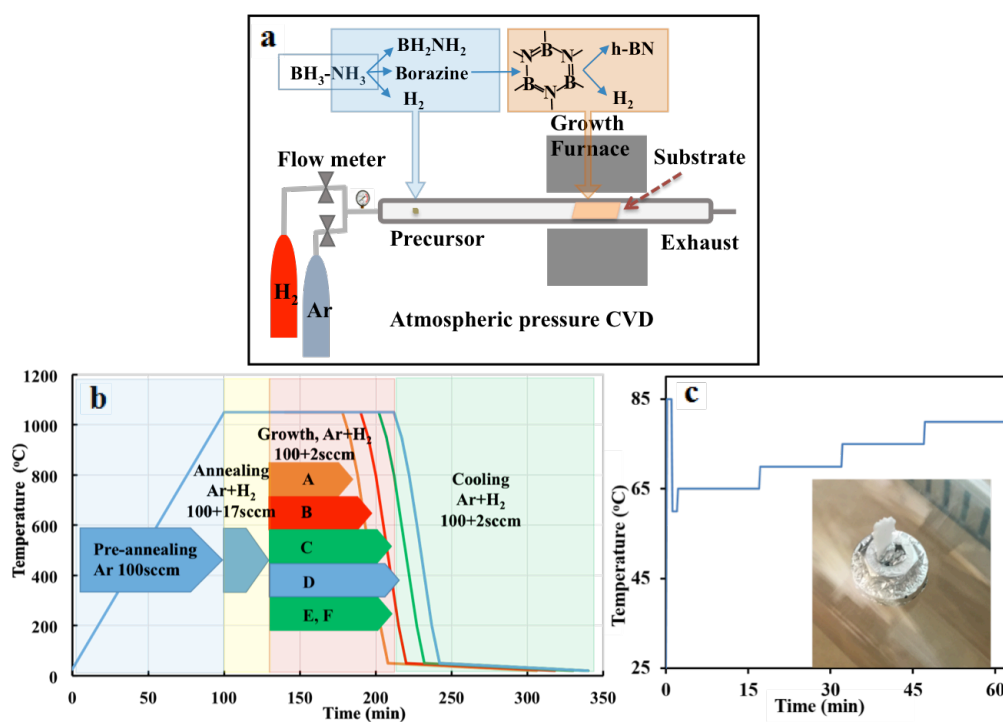 a
BH₃-NH₃
BH₂NH₂
Borazine
H₂
N B N
B N B
N
h-BN
H₂
Growth
Furnace
Flow meter
Substrate
Precursor
Exhaust
H₂
Ar
Atmospheric pressure CVD
b
Temperature (°C)
1200
1000
800
600
400
200
0
0 50 100 150 200 250 300 350
Time (min)
Pre-annealing
Ar 100sccm
Annealing
Ar+H₂
100+17sccm
Growth, Ar+H₂
100+2sccm
A
B
C
D
E, F
Cooling
Ar+H₂
100+2sccm
c
Temperature (°C)
85
65
45
25
0 15 30 45 60
Time (min)